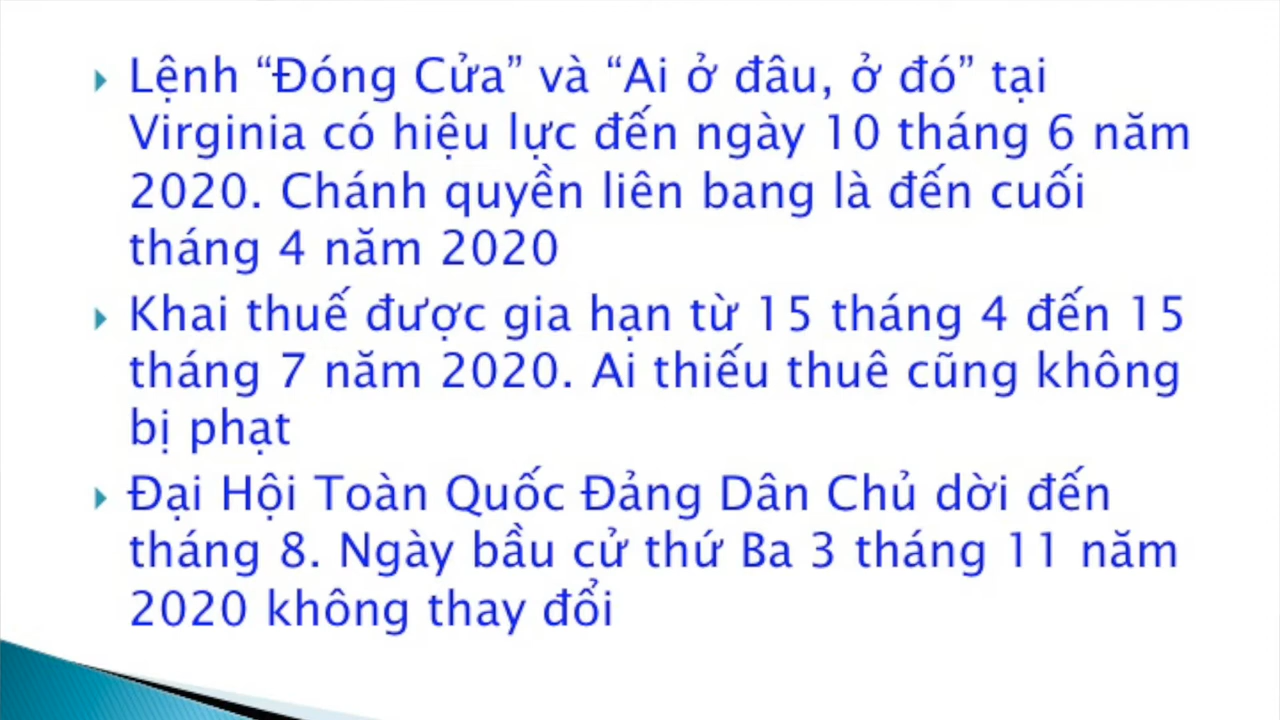 Lệnh “Đóng Cửa” và “Ai ở đâu, ở đó” tại
Virginia có hiệu lực đến ngày 10 tháng 6 năm
2020. Chánh quyền liên bang là đến cuối
tháng 4 năm 2020
Khai thuế được gia hạn từ 15 tháng 4 đến 15
tháng 7 năm 2020. Ai thiếu thuê cũng không
bị phạt
Đại Hội Toàn Quốc Đảng Dân Chủ dời đến
tháng 8. Ngày bầu cử thứ Ba 3 tháng 11 năm
2020 không thay đổi